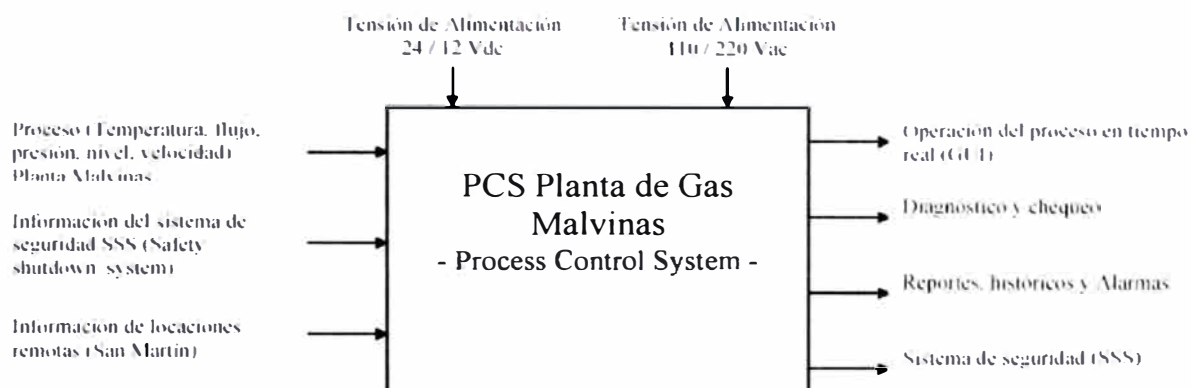 Tensión de Alimentación
24 / 12 Vdc
Tensión de Alimentación
110 / 220 Vac
Proceso (Temperatura, flujo,
presión, nivel, velocidad)
Planta Malvinas
Información del sistema de
seguridad SSS (Safety
shutdown system)
Información de locaciones
remotas (San Martín)
PCS Planta de Gas
Malvinas
- Process Control System -
Operación del proceso en tiempo
real (GUI)
Diagnóstico y chequeo
Reportes, históricos y Alarmas
Sistema de seguridad (SSS)